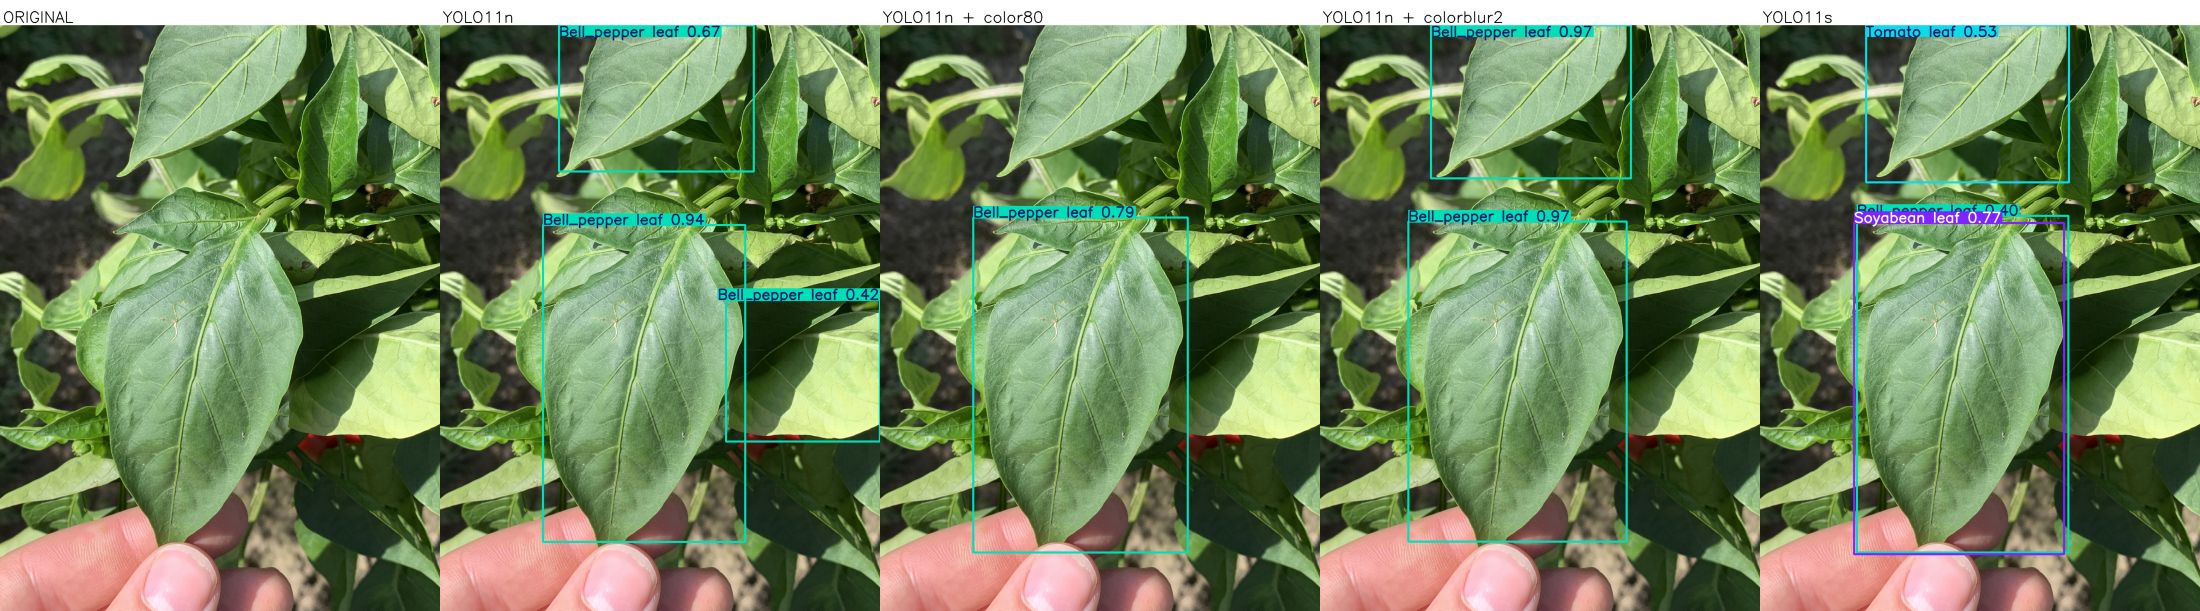 ORIGINAL
YOLO11n
Bell_pepper leaf 0.67
Bell_pepper leaf 0.94
Bell_pepper leaf 0.42
YOLO11n + color80
Bell_pepper leaf 0.79
YOLO11n + colorblur2
Bell_pepper leaf 0.97
Bell_pepper leaf 0.97
YOLO11s
Tomato leaf 0.53
Bell_pepper leaf 0.40
Soyabean leaf 0.77